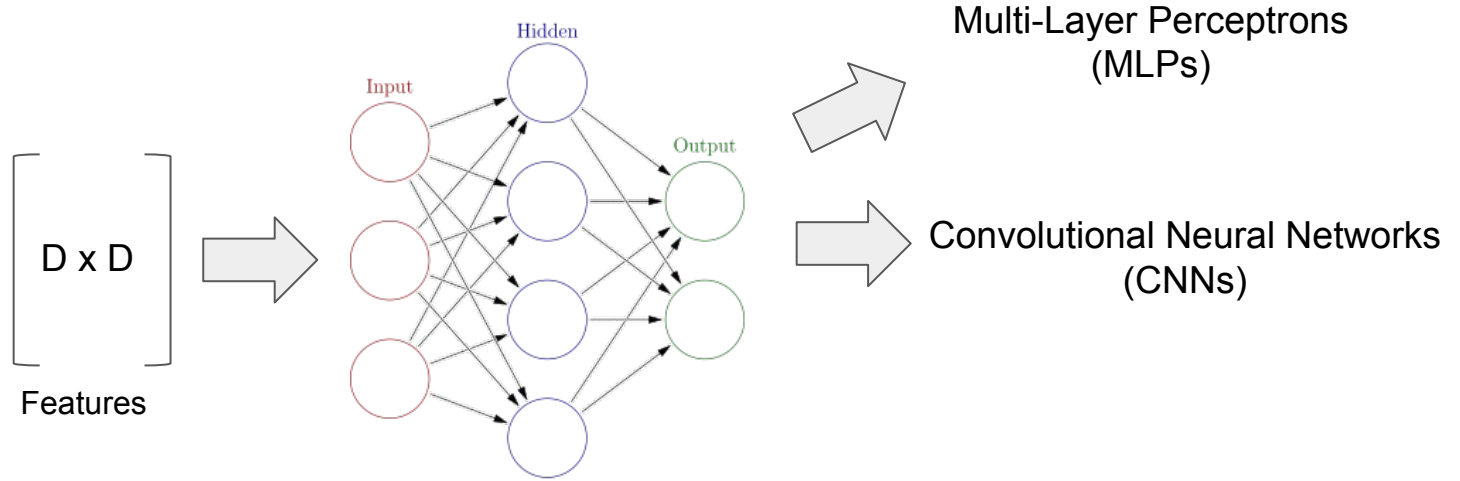 D x D
Features
Input
Hidden
Output
Multi-Layer Perceptrons
(MLPs)
Convolutional Neural Networks
(CNNs)